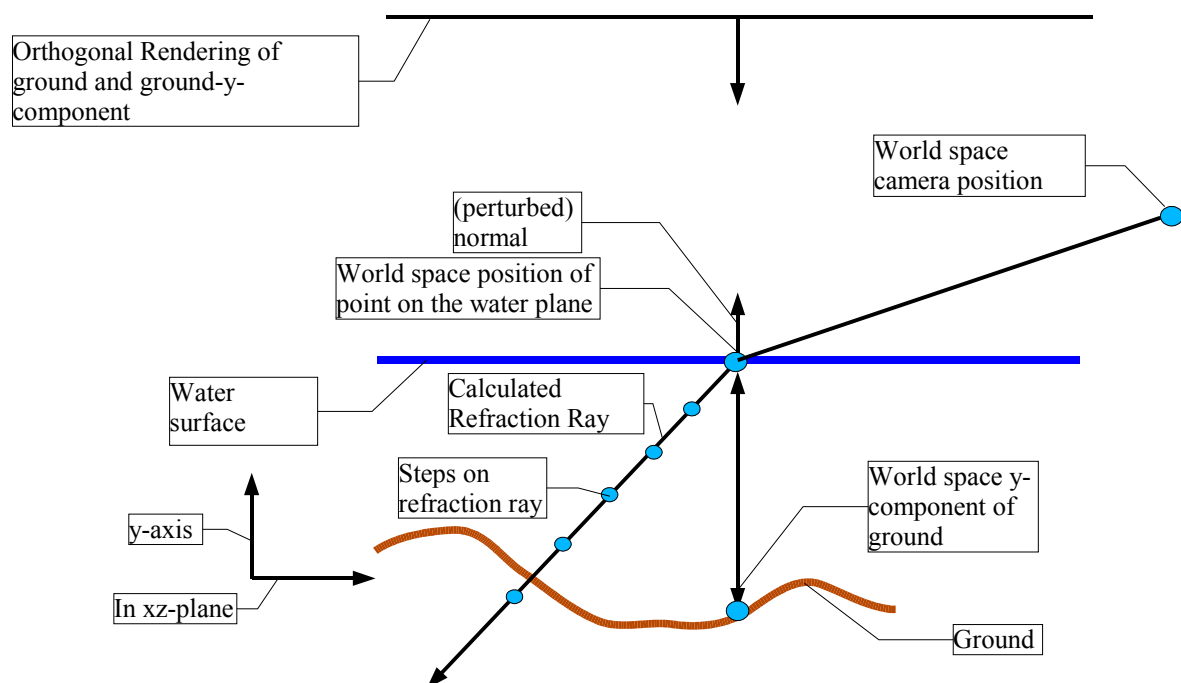 Orthogonal Rendering of
ground and ground-y-
component
World space
camera position
(perturbed)
normal
World space position of
point on the water plane
Water
surface
Calculated
Refraction Ray
Steps on
refraction ray
World space y-
component of
ground
y-axis
In xz-plane
Ground